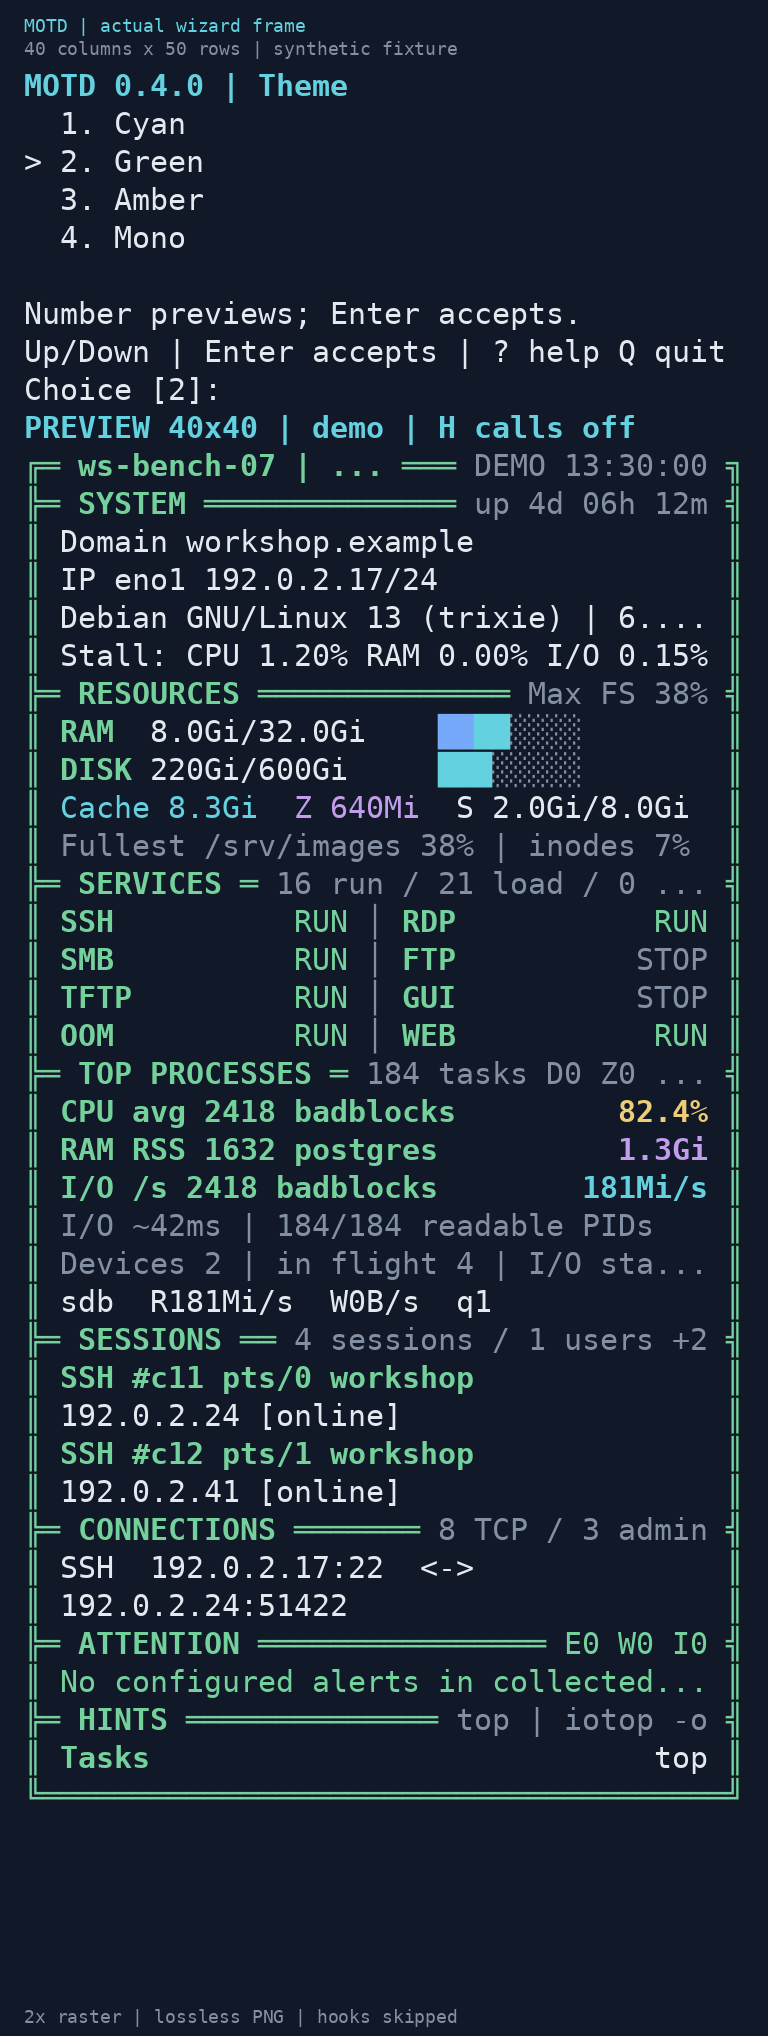 MOTD | actual wizard frame
40 columns x 50 rows | synthetic fixture
MOTD 0.4.0 | Theme
1. Cyan
> 2. Green
3. Amber
4. Mono
Number previews; Enter accepts.
Up/Down | Enter accepts | ? help Q quit
Choice [2]:
PREVIEW 40x40 | demo | H calls off
ws-bench-07 | ... ═══ DEMO 13:30:00
SYSTEM ══════════════ up 4d 06h 12m
Domain workshop.example
IP eno1 192.0.2.17/24
Debian GNU/Linux 13 (trixie) | 6....
Stall: CPU 1.20% RAM 0.00% I/O 0.15%
RESOURCES ══════════════ Max FS 38%
RAM  8.0Gi/32.0Gi
DISK 220Gi/600Gi
Cache 8.3Gi  Z 640Mi  S 2.0Gi/8.0Gi
Fullest /srv/images 38% | inodes 7%
SERVICES ═ 16 run / 21 load / 0 ...
SSH          RUN │ RDP           RUN
SMB          RUN │ FTP          STOP
TFTP         RUN │ GUI          STOP
OOM          RUN │ WEB           RUN
TOP PROCESSES ═ 184 tasks D0 Z0 ...
CPU avg 2418 badblocks         82.4%
RAM RSS 1632 postgres          1.3Gi
I/O /s 2418 badblocks        181Mi/s
I/O ~42ms | 184/184 readable PIDs
Devices 2 | in flight 4 | I/O sta...
sdb  R181Mi/s  W0B/s  q1
SESSIONS ══ 4 sessions / 1 users +2
SSH #c11 pts/0 workshop
192.0.2.24 [online]
SSH #c12 pts/1 workshop
192.0.2.41 [online]
CONNECTIONS ═══════ 8 TCP / 3 admin
SSH  192.0.2.17:22  <->
192.0.2.24:51422
ATTENTION ════════════════ E0 W0 I0
No configured alerts in collected...
HINTS ══════════════ top | iotop -o
Tasks                            top
2x raster | lossless PNG | hooks skipped